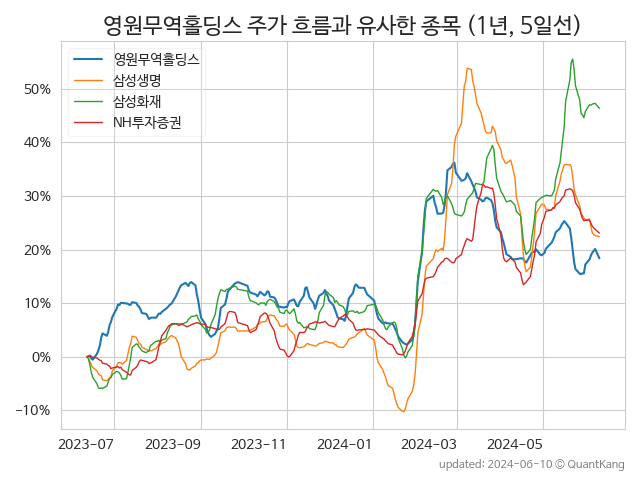 영원무역홀딩스 주가 흐름과 유사한 종목 (1년, 5일선)
영원무역홀딩스
삼성생명
삼성화재
NH투자증권
50%
40%
30%
20%
10%
0%
−10%
2023-07 2023-09 2023-11 2024-01 2024-03 2024-05
updated: 2024-06-10 © QuantKang